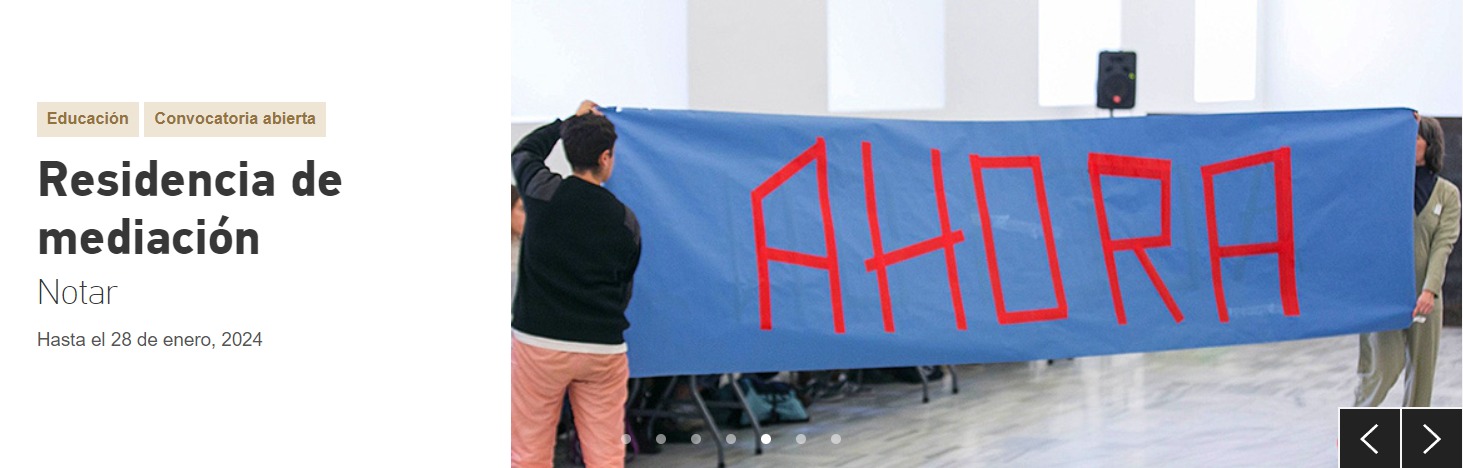 Educación
Convocatoria abierta
Residencia de
mediación
Notar
Hasta el 28 de enero, 2024
AHORA